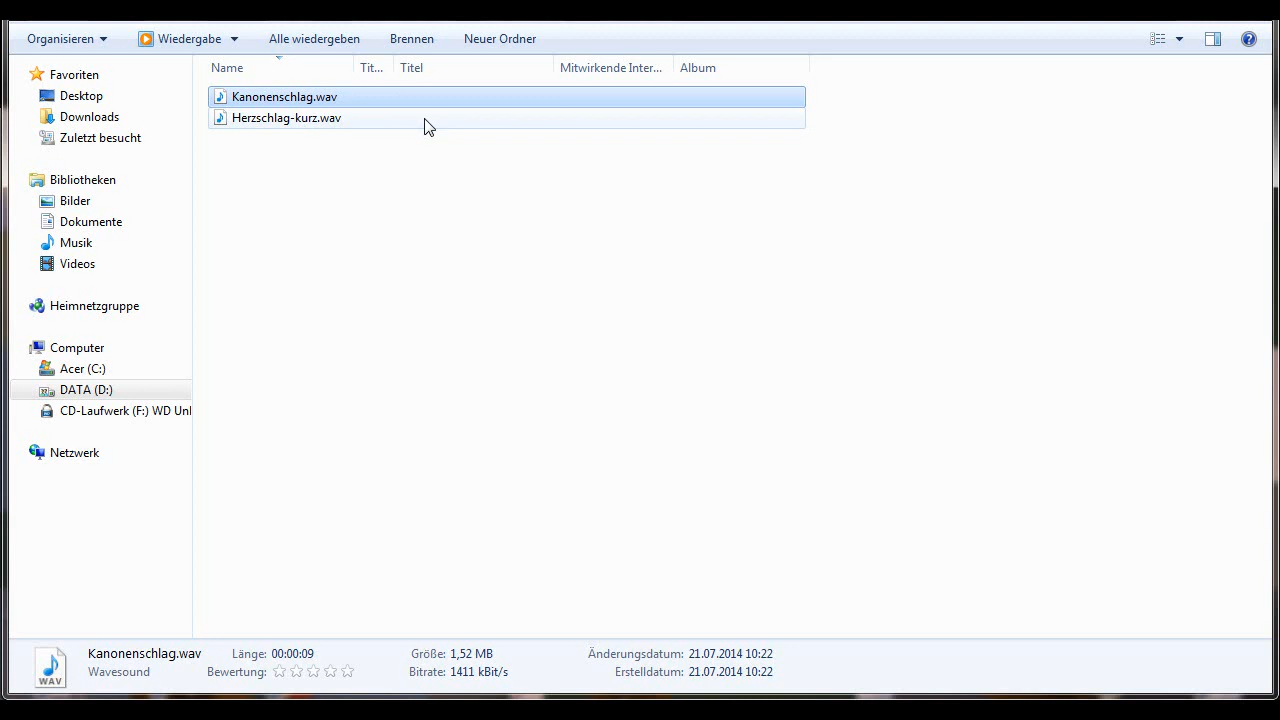 Organisieren Wiedergabe Alle wiedergeben Brennen Neuer Ordner
Name Tit... Titel Mitwirkende Inter... Album
Favoriten
Desktop
Downloads
Zuletzt besucht
Bibliotheken
Bilder
Dokumente
Musik
Videos
Heimnetzgruppe
Computer
Acer (C:)
DATA (D:)
CD-Laufwerk (F:) WD Unl
Netzwerk
Kanonenschlag.wav
Herzschlag-kurz.wav
WAV
Kanonenschlag.wav Länge: 00:00:09 Größe: 1,52 MB Änderungsdatum: 21.07.2014 10:22
Wavesound Bewertung: Bitrate: 1411 kBit/s Erstelldatum: 21.07.2014 10:22